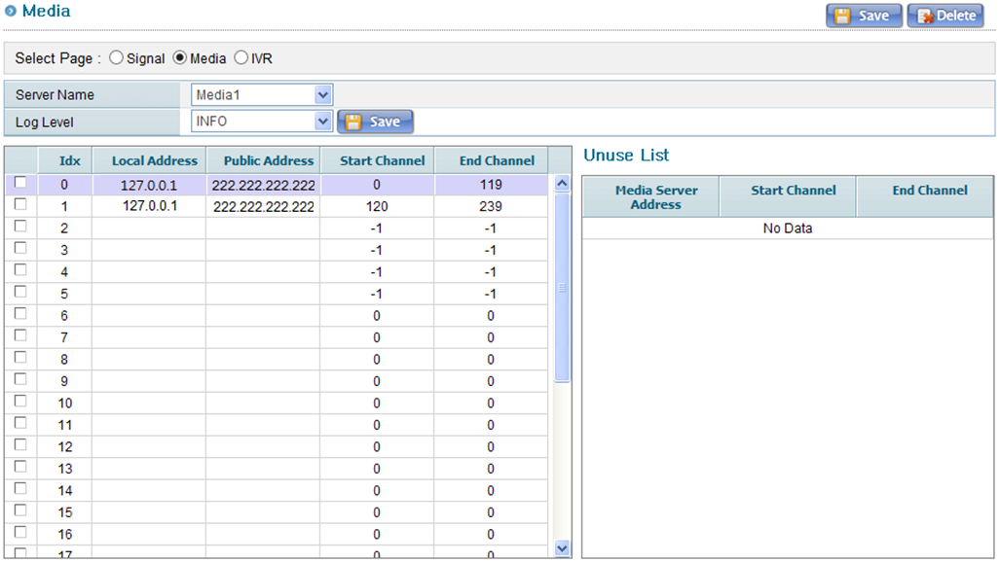 Media Save Delete
Select Page : Signal Media IVR
Server Name Media1
Log Level INFO Save
Idx Local Address Public Address Start Channel End Channel
0 127.0.0.1 222.222.222.222 0 119
1 127.0.0.1 222.222.222.222 120 239
2 -1 -1
3 -1 -1
4 -1 -1
5 -1 -1
6 0 0
7 0 0
8 0 0
9 0 0
10 0 0
11 0 0
12 0 0
13 0 0
14 0 0
15 0 0
16 0 0
17 0 0
Unuse List
Media Server Address Start Channel End Channel
No Data